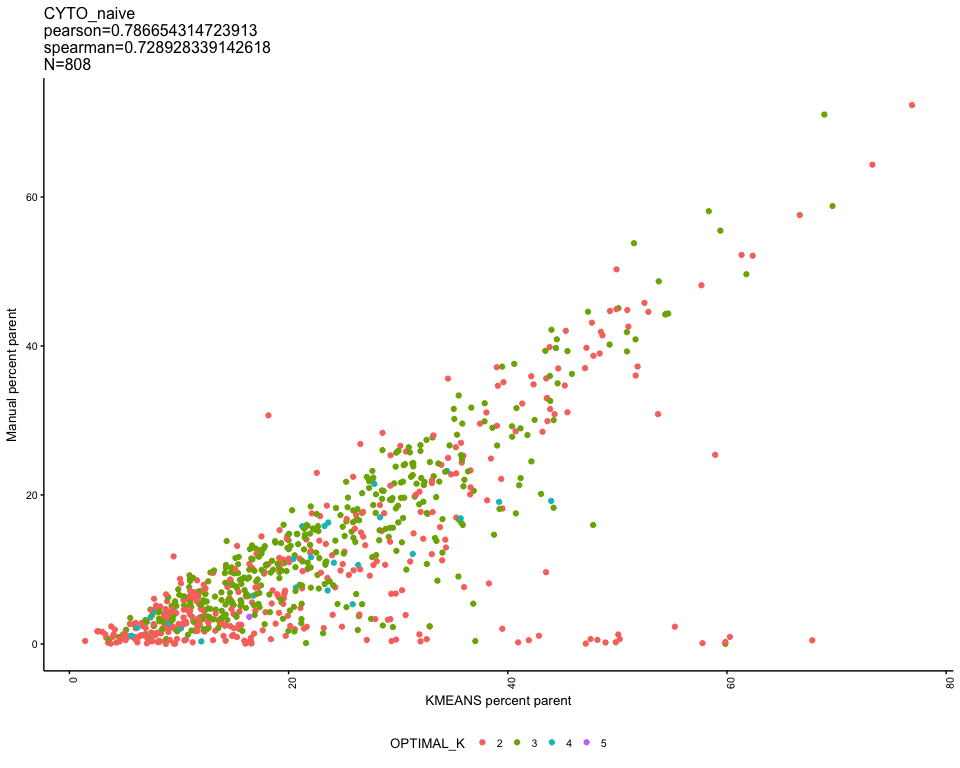 CYTO_naive
pearson=0.786654314723913
spearman=0.728928339142618
N=808
60
40
20
0
Manual percent parent
0
20
40
60
80
KMEANS percent parent
OPTIMAL_K 2 3 4 5